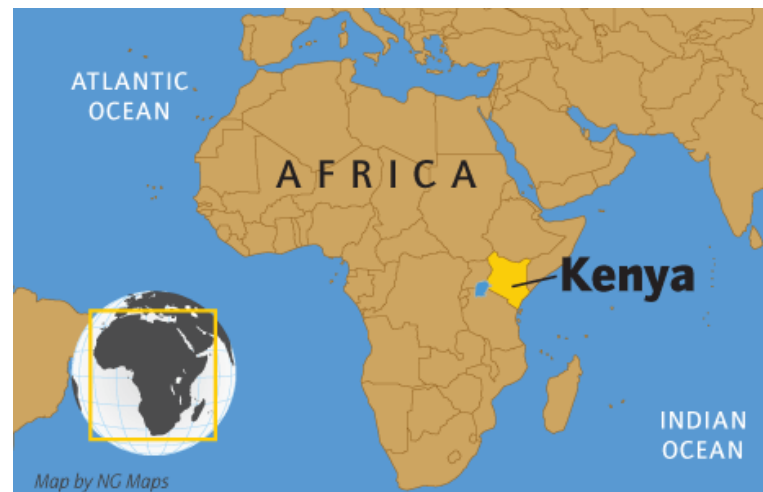 ATLANTIC
OCEAN
AFRICA
Kenya
INDIAN
OCEAN
Map by NG Maps